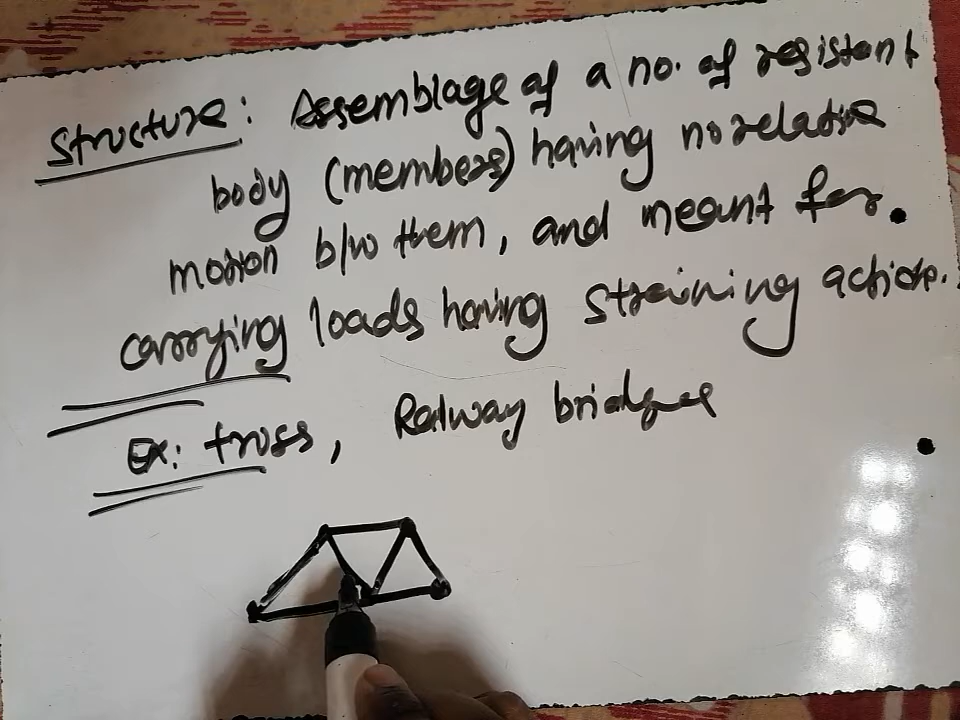 Structure: Assemblage of a no. of resistant
body (members) having no relative
motion b/w them, and meant for
carrying loads having straining action.
Ex: truss, Railway bridges